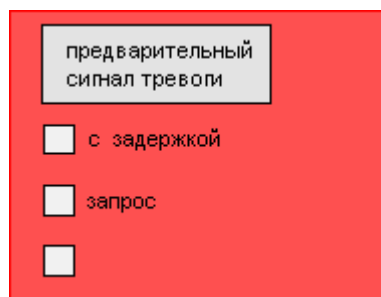 предварительный
сигнал тревоги
с задержкой
запрос